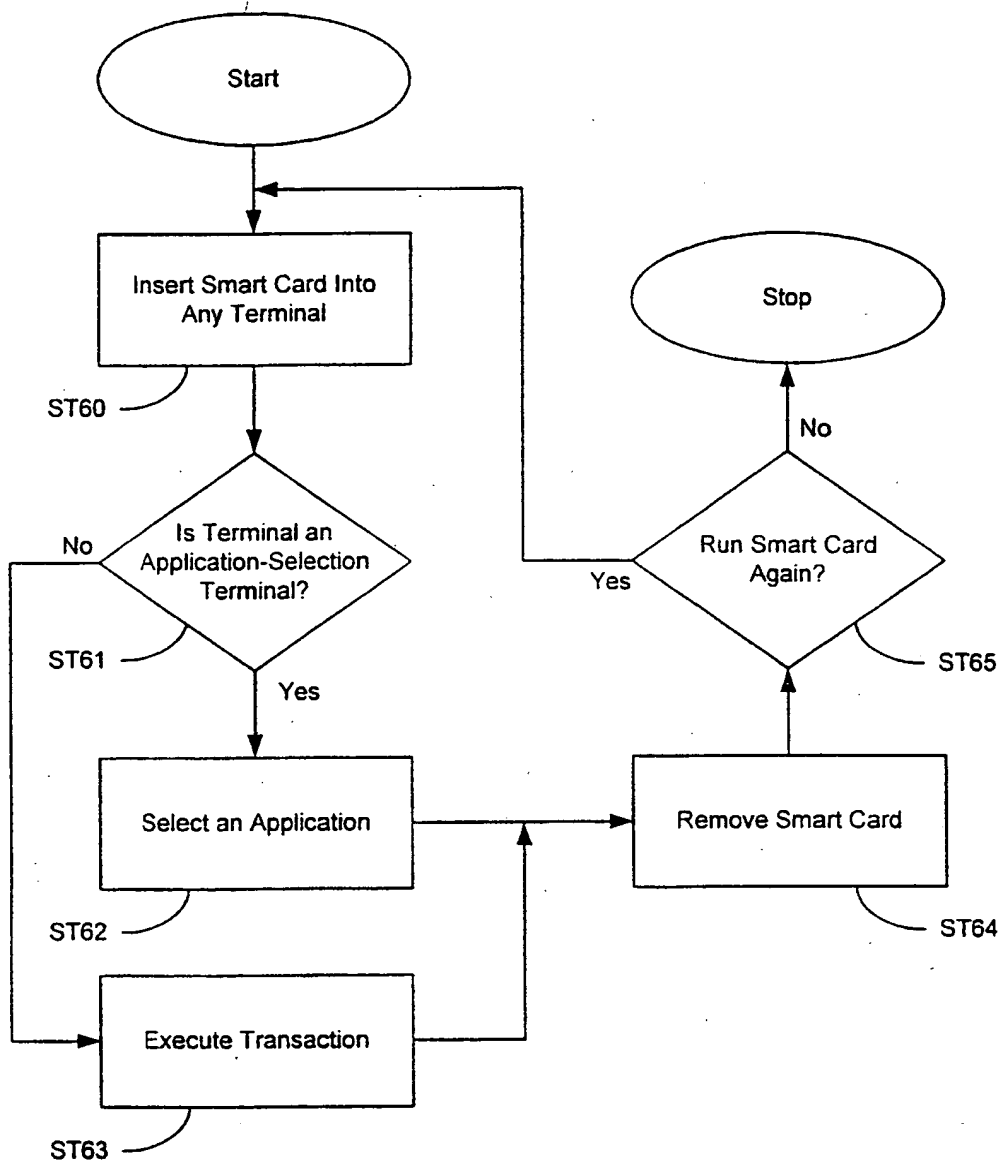 Start
Insert Smart Card Into
Any Terminal
ST60
Is Terminal an
Application-Selection
Terminal?
No
ST61
Yes
Select an Application
ST62
Execute Transaction
ST63
Stop
No
Run Smart Card
Again?
Yes
ST65
Remove Smart Card
ST64